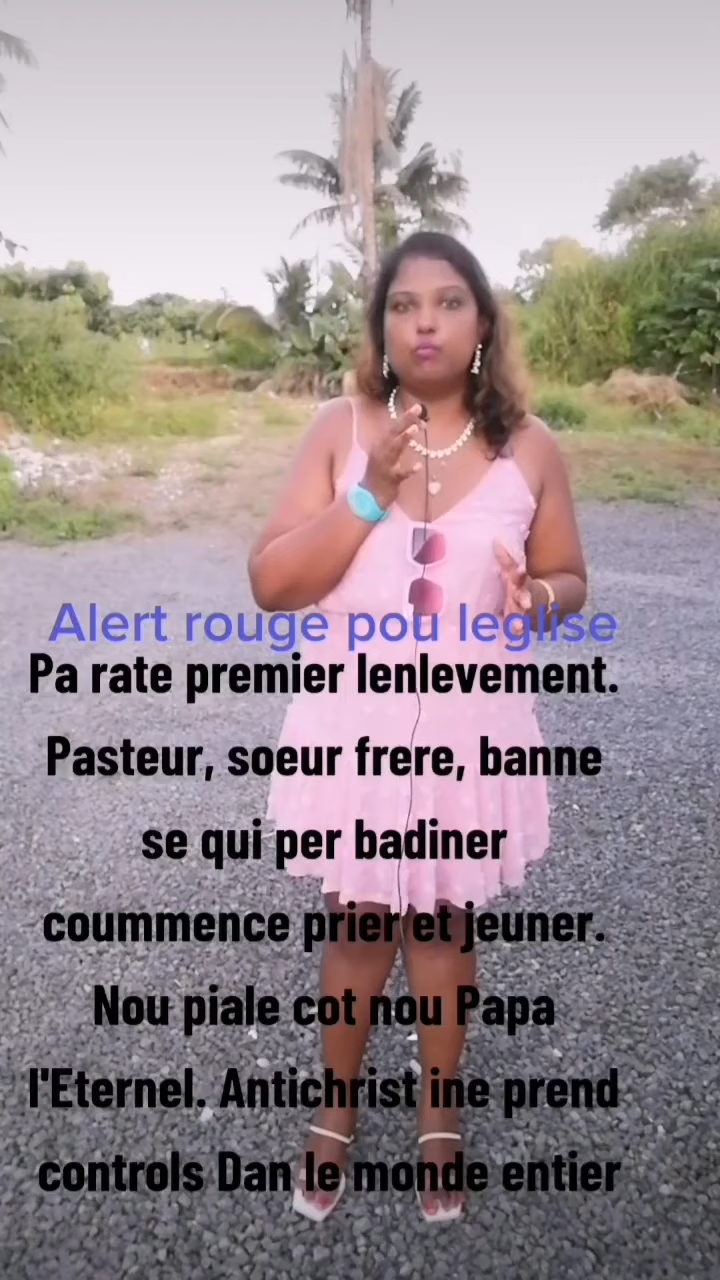 Alert rouge pou leglise
Pa rate premier lenlevement.
Pasteur, soeur frere, banne
se qui per badiner
coummence prier et jeuner.
Nou piale cot nou Papa
l'Eternel. Antichrist ine prend
controls Dan le monde entier